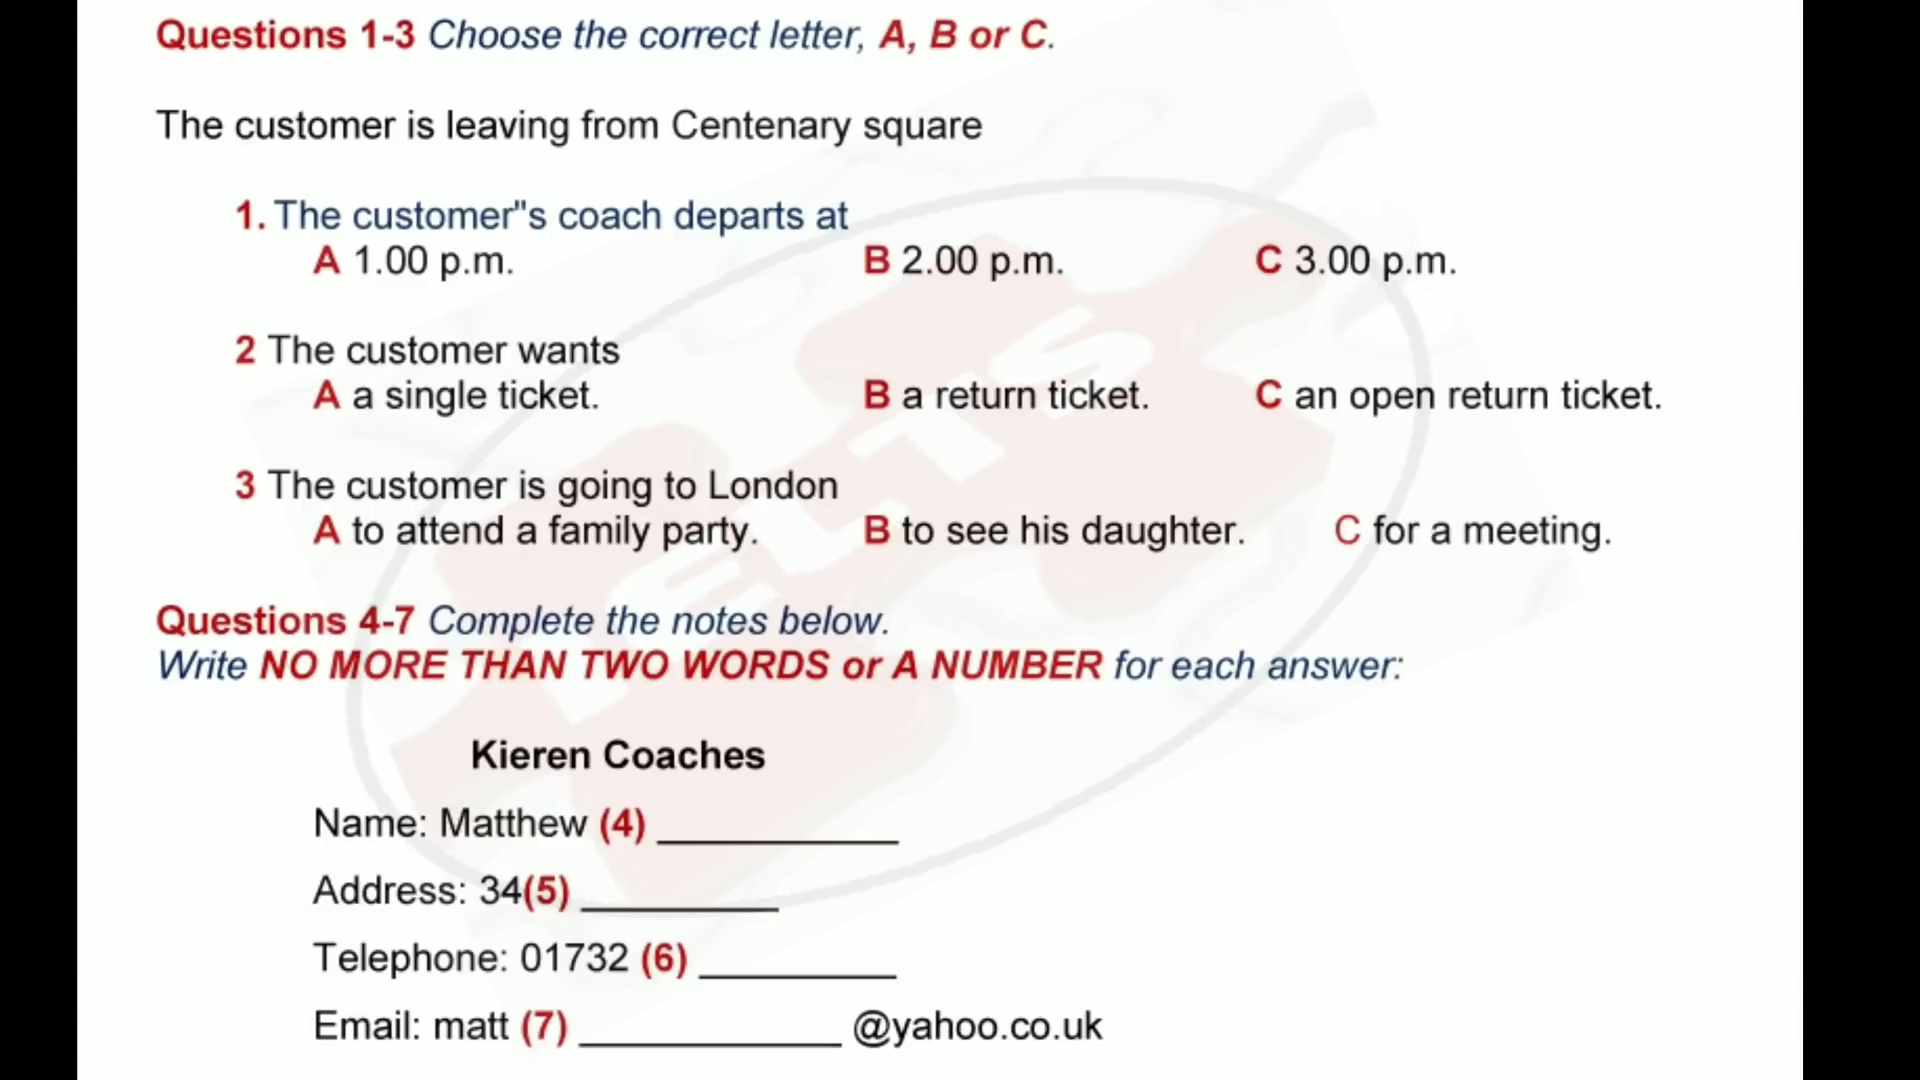 Questions 1-3 Choose the correct letter, A, B or C.
The customer is leaving from Centenary square
1. The customer"s coach departs at
A 1.00 p.m. B 2.00 p.m. C 3.00 p.m.
2 The customer wants
A a single ticket. B a return ticket. C an open return ticket.
3 The customer is going to London
A to attend a family party. B to see his daughter. C for a meeting.
Questions 4-7 Complete the notes below.
Write NO MORE THAN TWO WORDS or A NUMBER for each answer:
Kieren Coaches
Name: Matthew (4) ___________
Address: 34(5) _________
Telephone: 01732 (6) _________
Email: matt (7) ____________ @yahoo.co.uk
IELTS